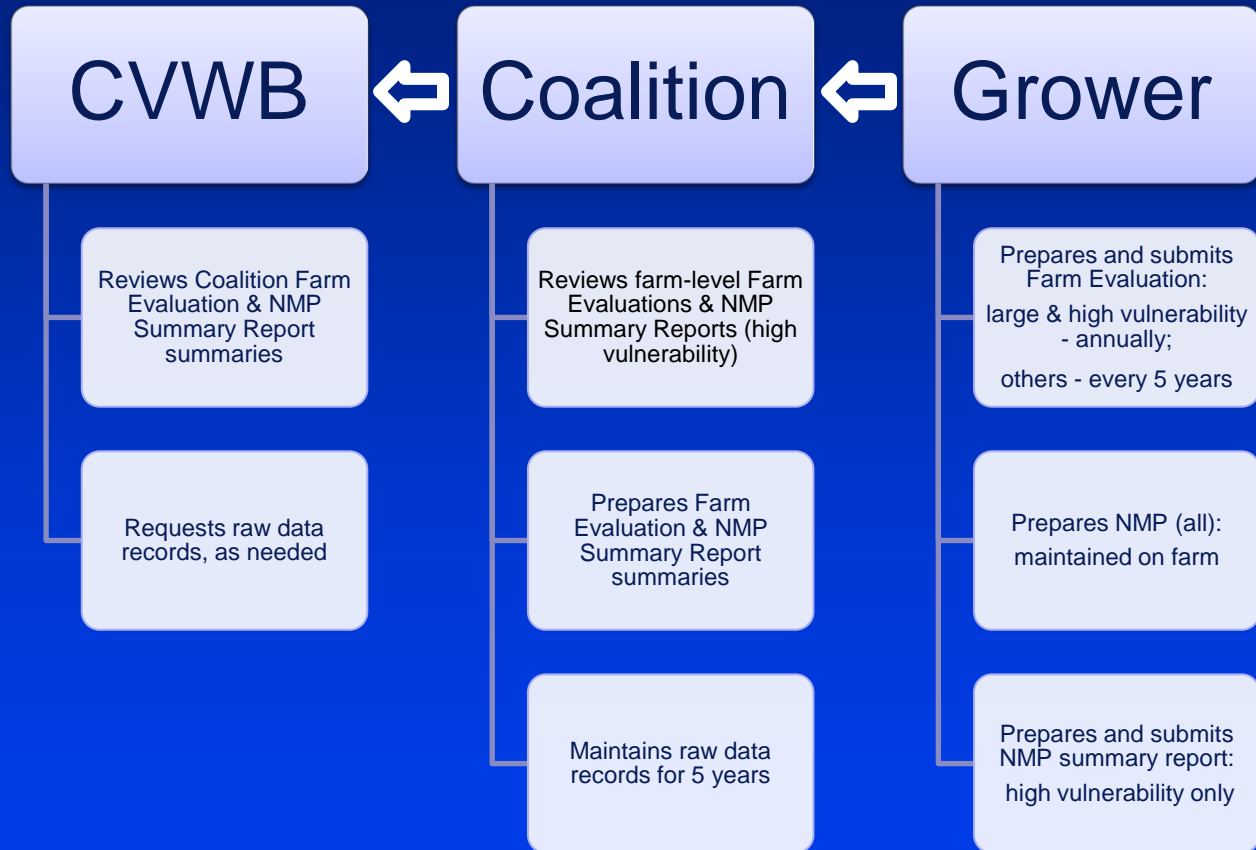 CVWB
Reviews Coalition Farm
Evaluation & NMP
Summary Report
summaries
Requests raw data
records, as needed
Coalition
Reviews farm-level Farm
Evaluations & NMP
Summary Reports (high
vulnerability)
Prepares Farm
Evaluation & NMP
Summary Report
summaries
Maintains raw data
records for 5 years
Grower
Prepares and submits
Farm Evaluation:
large & high vulnerability
- annually;
others - every 5 years
Prepares NMP (all):
maintained on farm
Prepares and submits
NMP summary report:
high vulnerability only